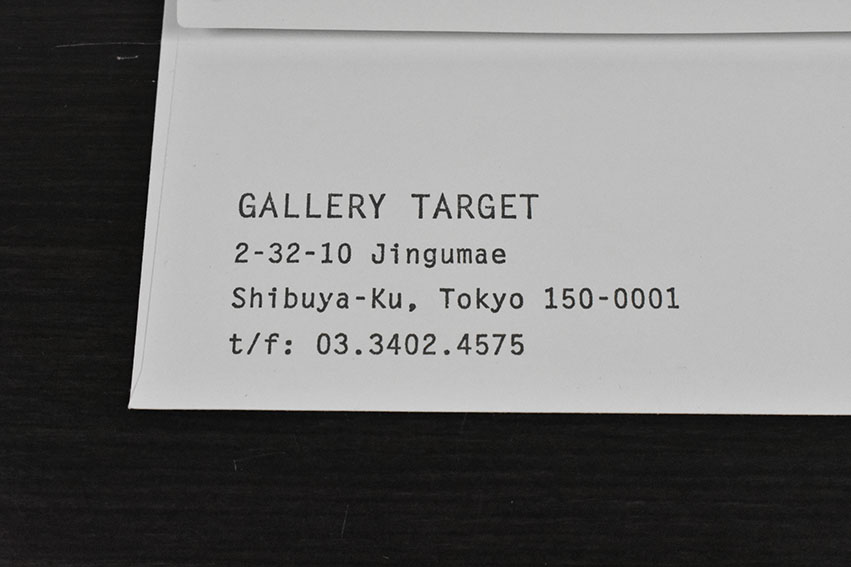 GALLERY TARGET
2-32-10 Jingumae
Shibuya-Ku, Tokyo 150-0001
t/f: 03.3402.4575